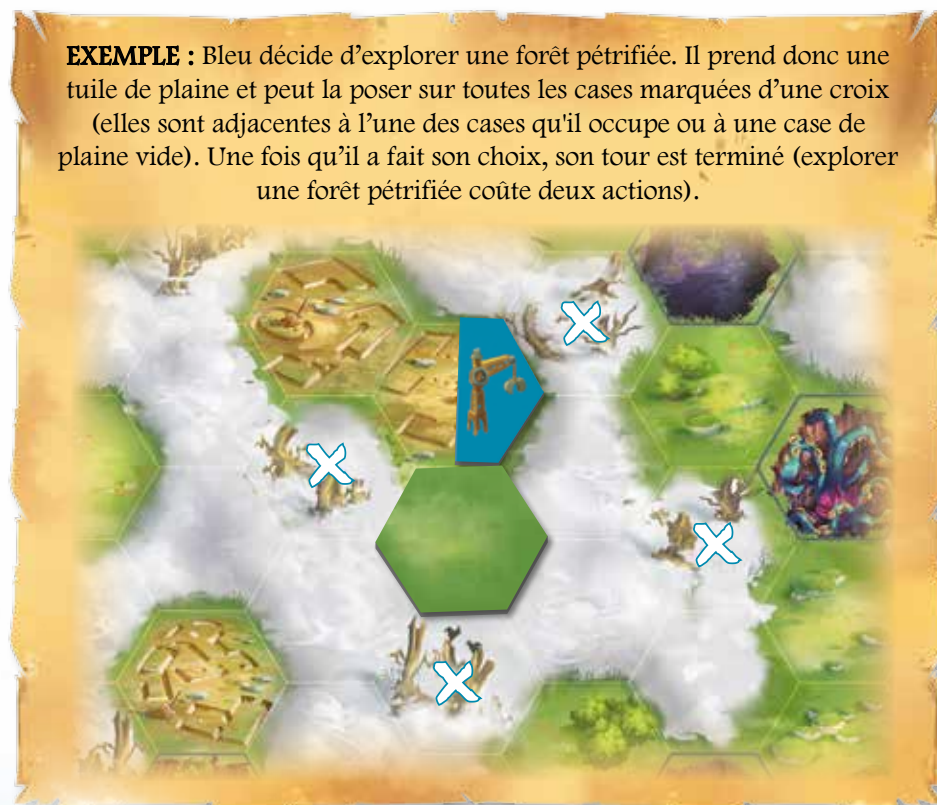 EXEMPLE : Bleu décide d’explorer une forêt pétrifiée. Il prend donc une
tuile de plaine et peut la poser sur toutes les cases marquées d’une croix
(elles sont adjacentes à l’une des cases qu'il occupe ou à une case de
plaine vide). Une fois qu’il a fait son choix, son tour est terminé (explorer
une forêt pétrifiée coûte deux actions).